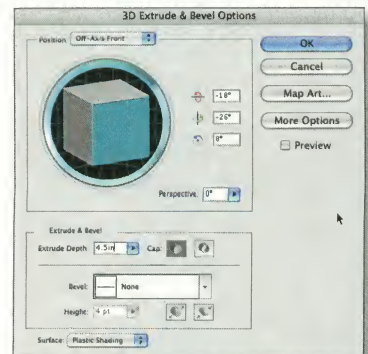 3D Extrude & Bevel Options
Position: Off-Axis Front
OK
Cancel
Map Art...
More Options
Preview
-18°
-26°
8°
Perspective: 0°
Extrude & Bevel
Extrude Depth: 4.5in Cap:
Bevel: None
Height: 4 pt
Surface: Plastic Shading